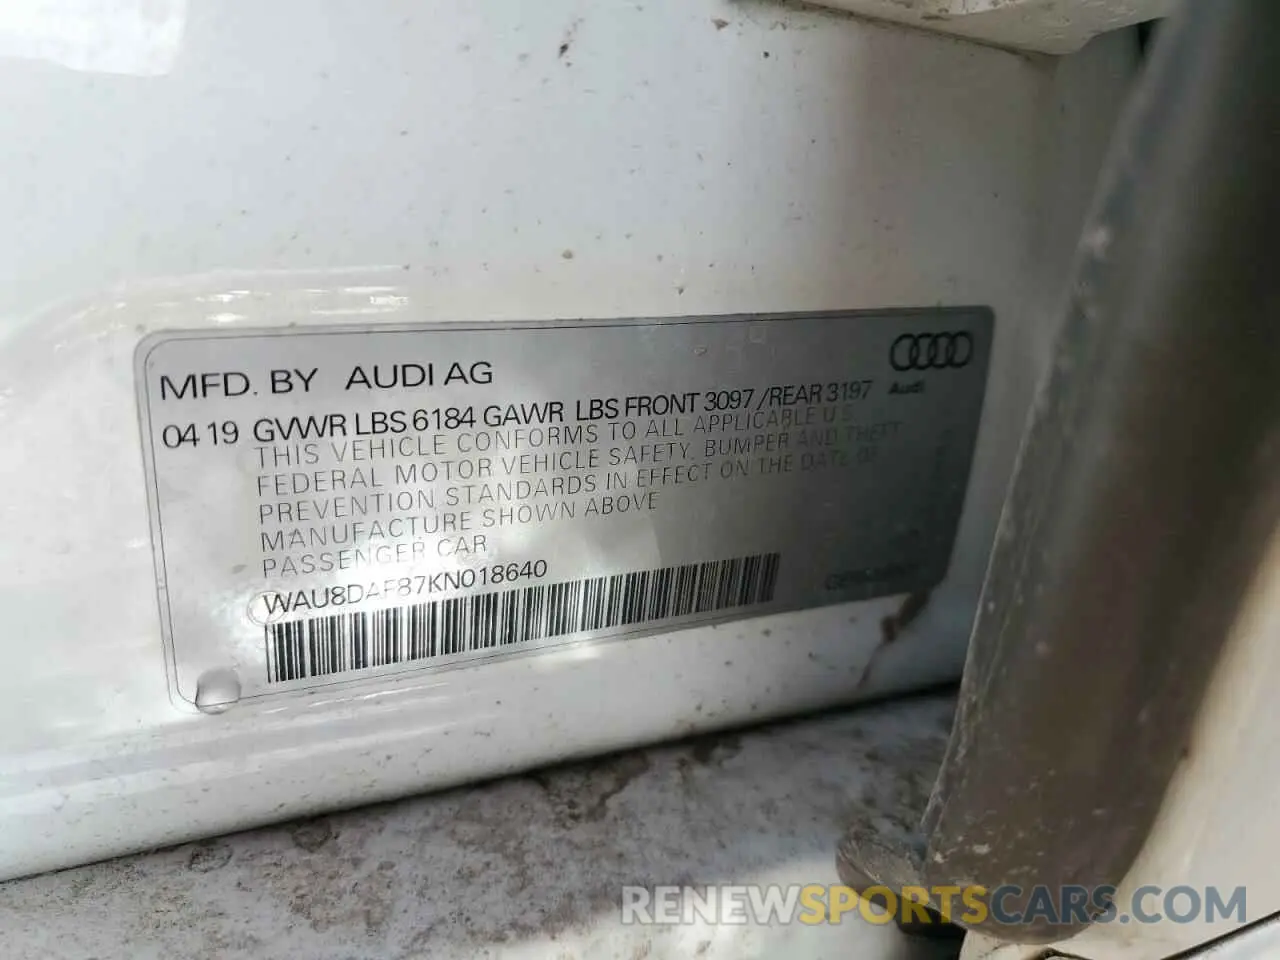 MFD. BY AUDI AG
Audi
04 19 GVWR LBS 6184 GAWR LBS FRONT 3097 /REAR 3197
THIS VEHICLE CONFORMS TO ALL APPLICABLE U.S.
FEDERAL MOTOR VEHICLE SAFETY, BUMPER AND THEFT
PREVENTION STANDARDS IN EFFECT ON THE DATE OF
MANUFACTURE SHOWN ABOVE
PASSENGER CAR
WAU8DAF87KN018640
RENEWSPORTSCARS.COM